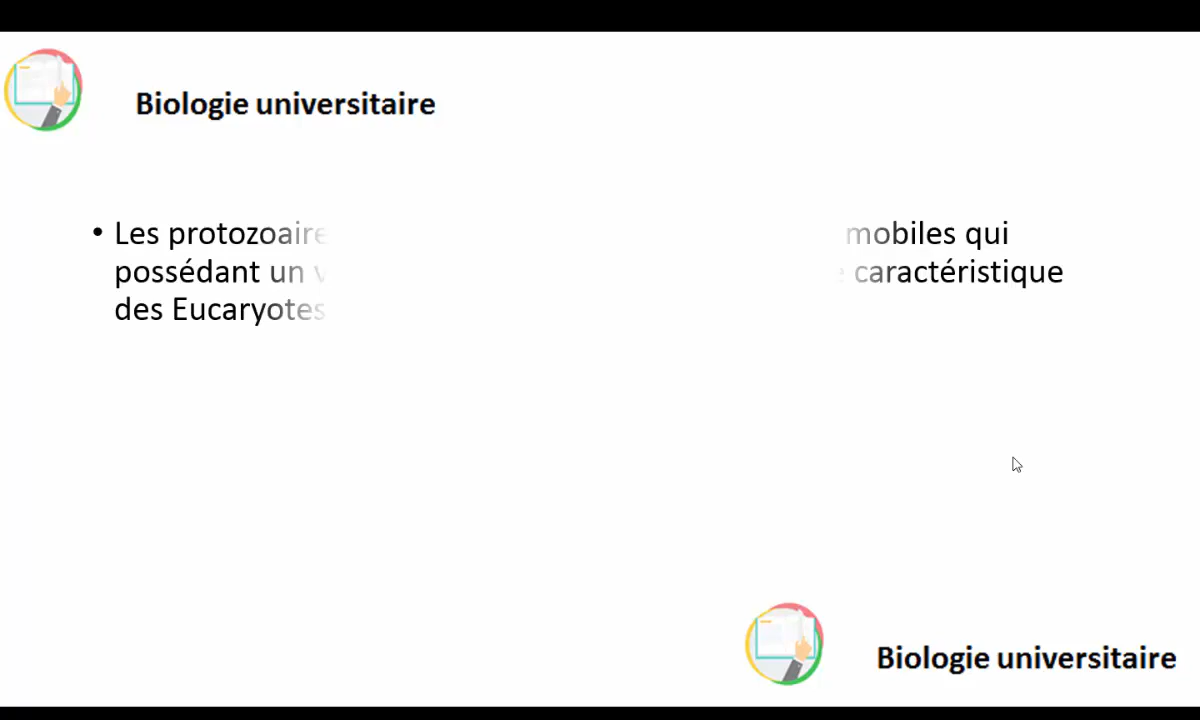 Biologie universitaire
• Les protozoaire mobiles qui
possédant un caractéristique
des Eucaryotes
Biologie universitaire